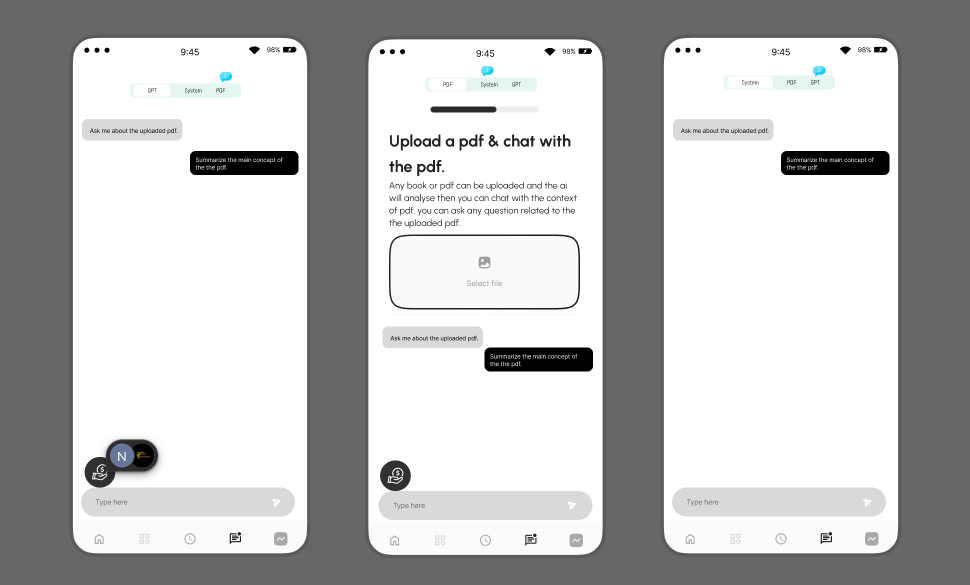 9:45
98%
GPT System PDF
Ask me about the uploaded pdf.
Summarize the main concept of
the the pdf.
N
$
Type here
9:45
98%
PDF System GPT
Upload a pdf & chat with
the pdf.
Any book or pdf can be uploaded and the ai
will analyse then you can chat with the context
of pdf. you can ask any question related to the
the uploaded pdf.
Select file
Ask me about the uploaded pdf.
Summarize the main concept of
the the pdf.
$
Type here
9:45
98%
System PDF GPT
Ask me about the uploaded pdf.
Summarize the main concept of
the the pdf.
Type here